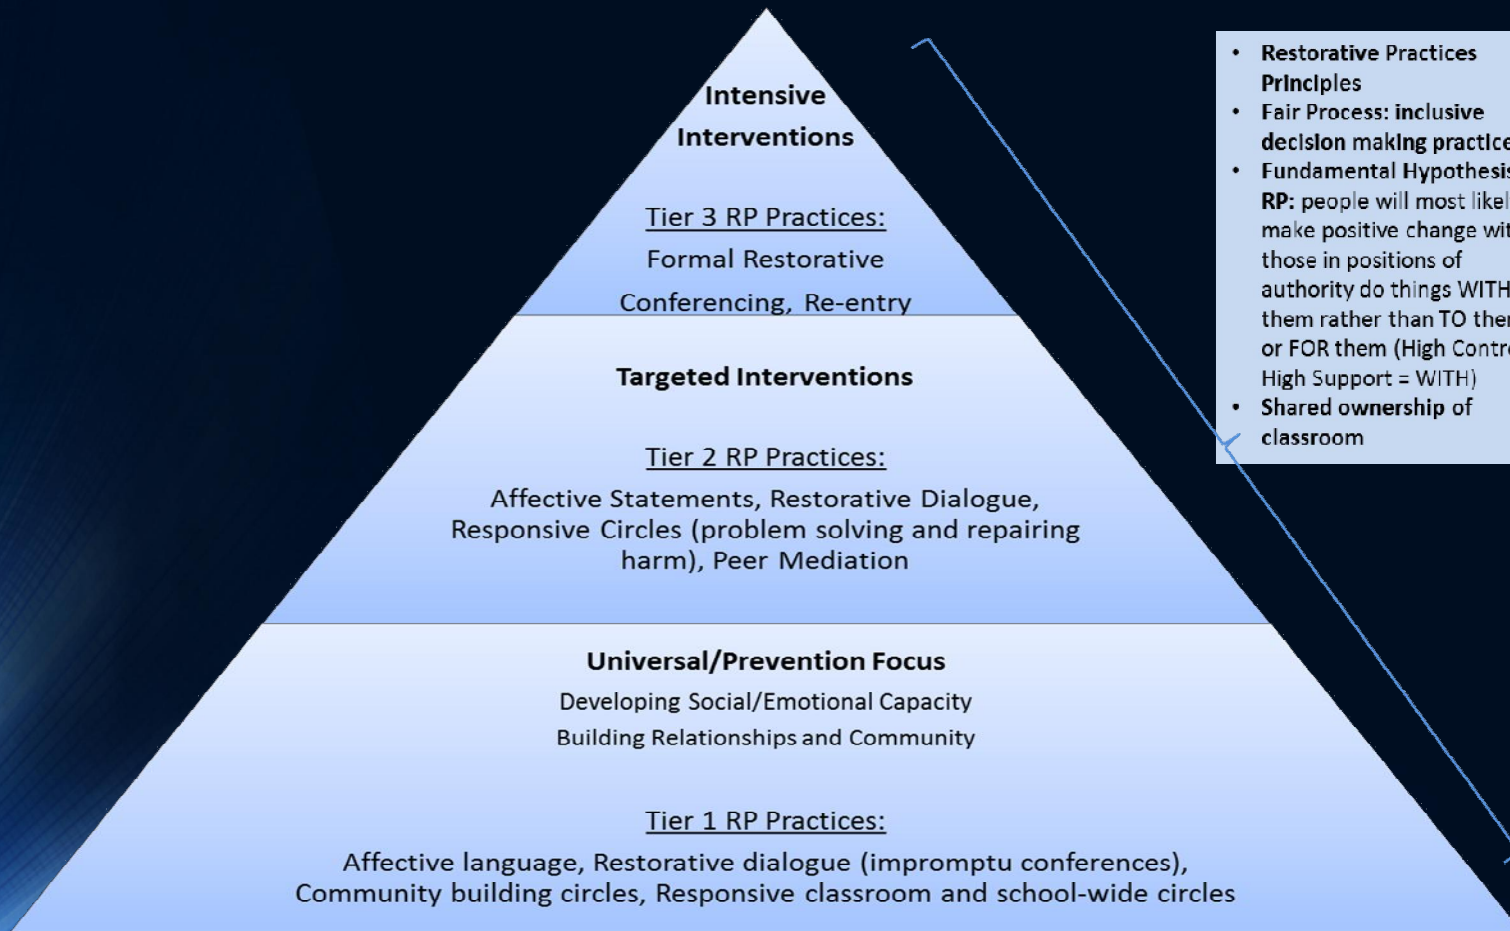 Intensive
Interventions
Tier 3 RP Practices:
Formal Restorative
Conferencing, Re-entry
Targeted Interventions
Tier 2 RP Practices:
Affective Statements, Restorative Dialogue,
Responsive Circles (problem solving and repairing
harm), Peer Mediation
Universal/Prevention Focus
Developing Social/Emotional Capacity
Building Relationships and Community
Tier 1 RP Practices:
Affective language, Restorative dialogue (impromptu conferences),
Community building circles, Responsive classroom and school-wide circles
• Restorative Practices
Principles
• Fair Process: inclusive
decision making
• Fundamental
RP: people will most
make positive change
those in positions of
authority do things WITH
them rather than TO
or FOR them (High
High Support = WITH)
• Shared ownership of
classroom